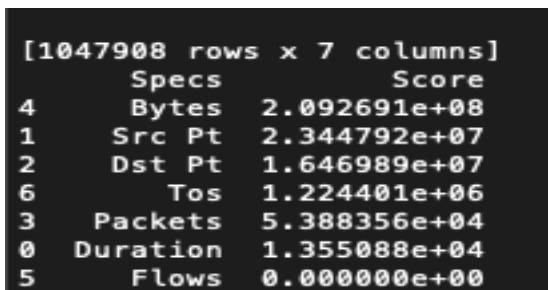 [1047908 rows x 7 columns]
Specs Score
4 Bytes 2.092691e+08
1 Src Pt 2.344792e+07
2 Dst Pt 1.646989e+07
6 Tos 1.224401e+06
3 Packets 5.388356e+04
0 Duration 1.355088e+04
5 Flows 0.000000e+00